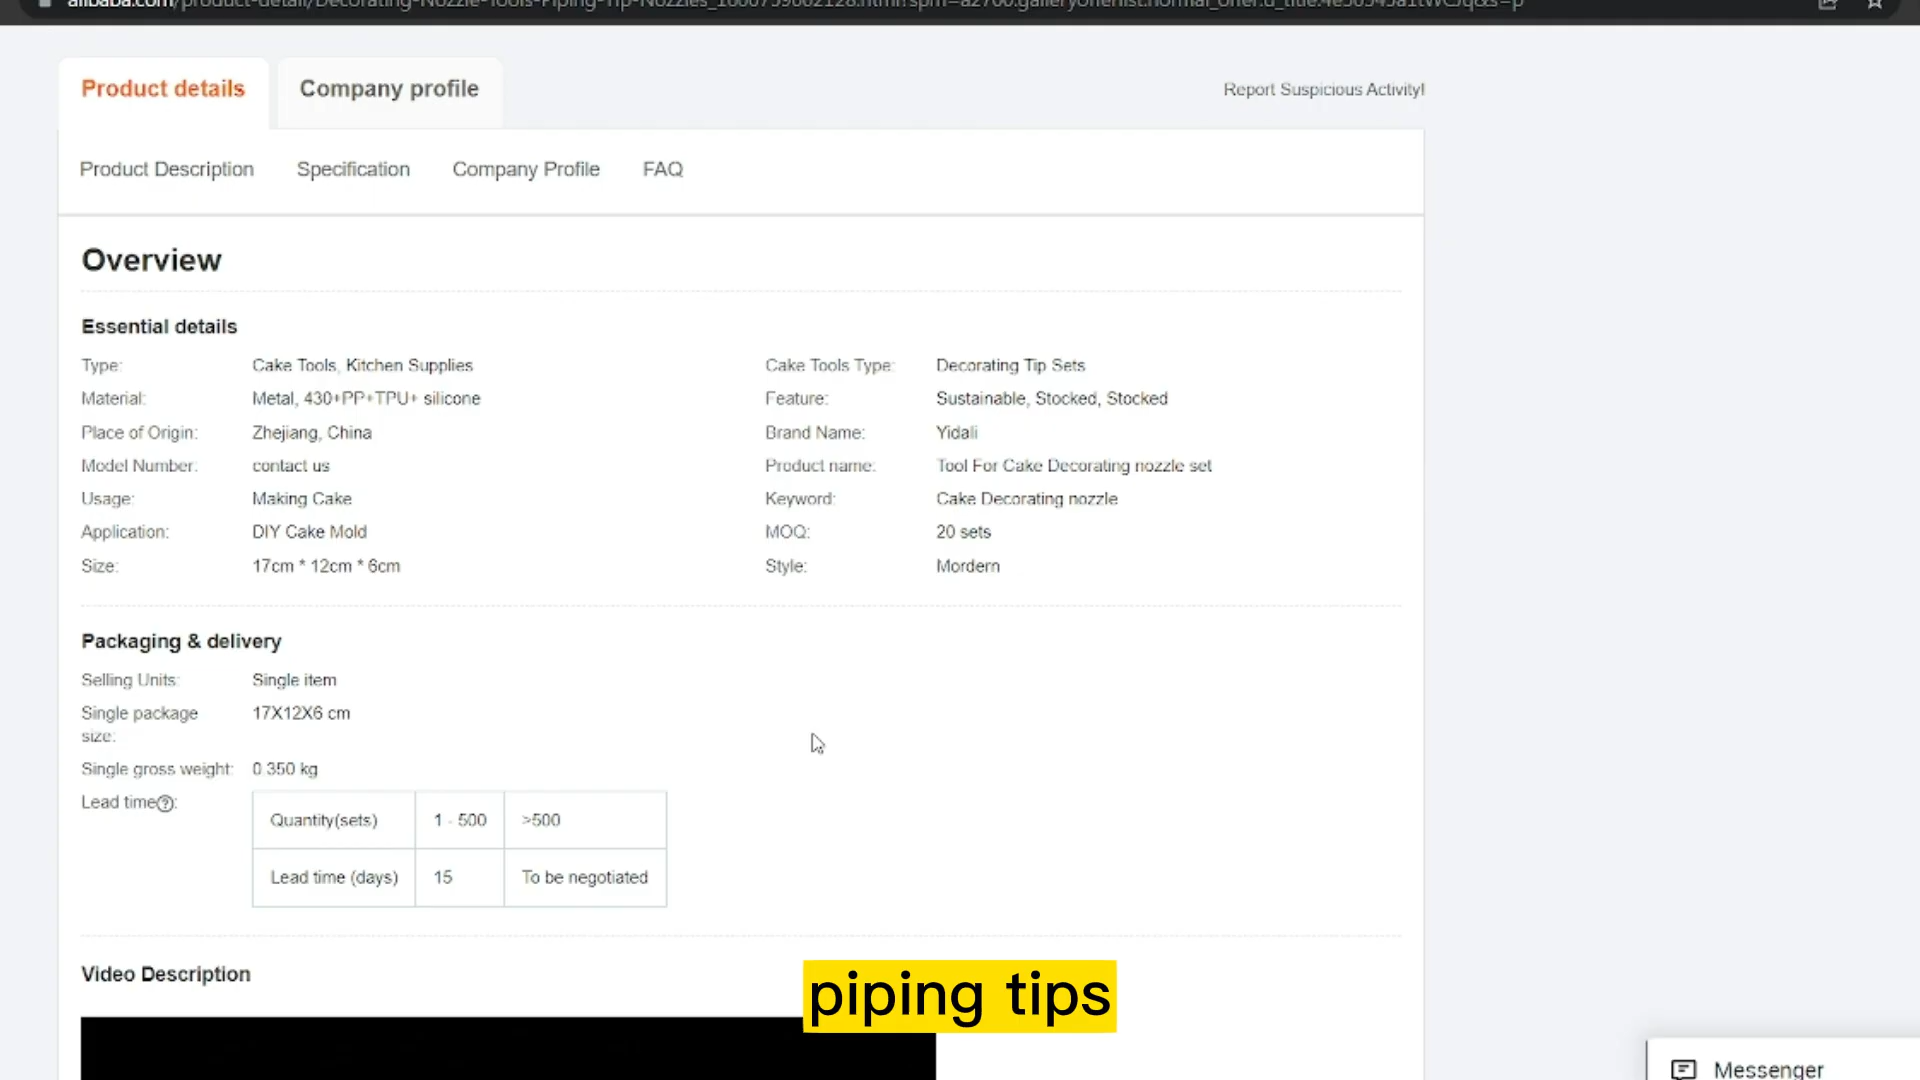 Product details
Company profile
Report Suspicious Activity!
Product Description
Specification
Company Profile
FAQ
Overview
Essential details
Type: Cake Tools, Kitchen Supplies
Cake Tools Type: Decorating Tip Sets
Material: Metal, 430+PP+TPU+ silicone
Feature: Sustainable, Stocked, Stocked
Place of Origin: Zhejiang, China
Brand Name: Yidali
Model Number: contact us
Product name: Tool For Cake Decorating nozzle set
Usage: Making Cake
Keyword: Cake Decorating nozzle
Application: DIY Cake Mold
MOQ: 20 sets
Size: 17cm * 12cm * 6cm
Style: Mordern
Packaging & delivery
Selling Units: Single item
Single package size: 17X12X6 cm
Single gross weight: 0.350 kg
Lead time?:
Quantity(sets) 1 - 500 >500
Lead time (days) 15 To be negotiated
Video Description
piping tips
Messenger